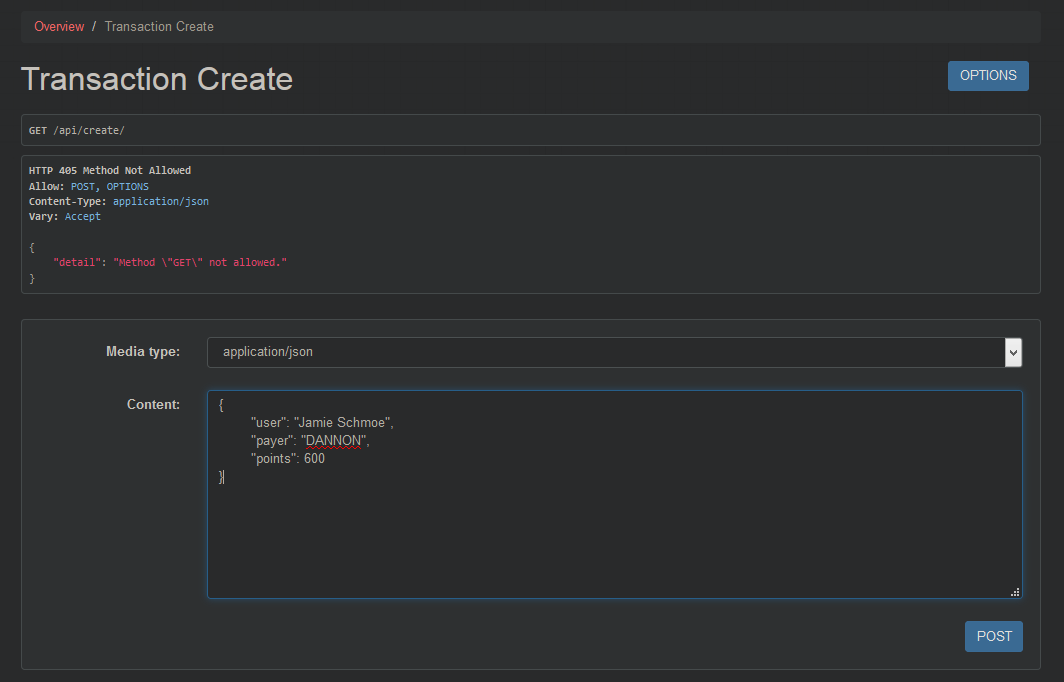 Overview / Transaction Create
Transaction Create
OPTIONS
GET /api/create/
HTTP 405 Method Not Allowed
Allow: POST, OPTIONS
Content-Type: application/json
Vary: Accept
{
"detail": "Method \"GET\" not allowed."
}
Media type:
application/json
Content:
{
"user": "Jamie Schmoe",
"payer": "DANNON",
"points": 600
}
POST